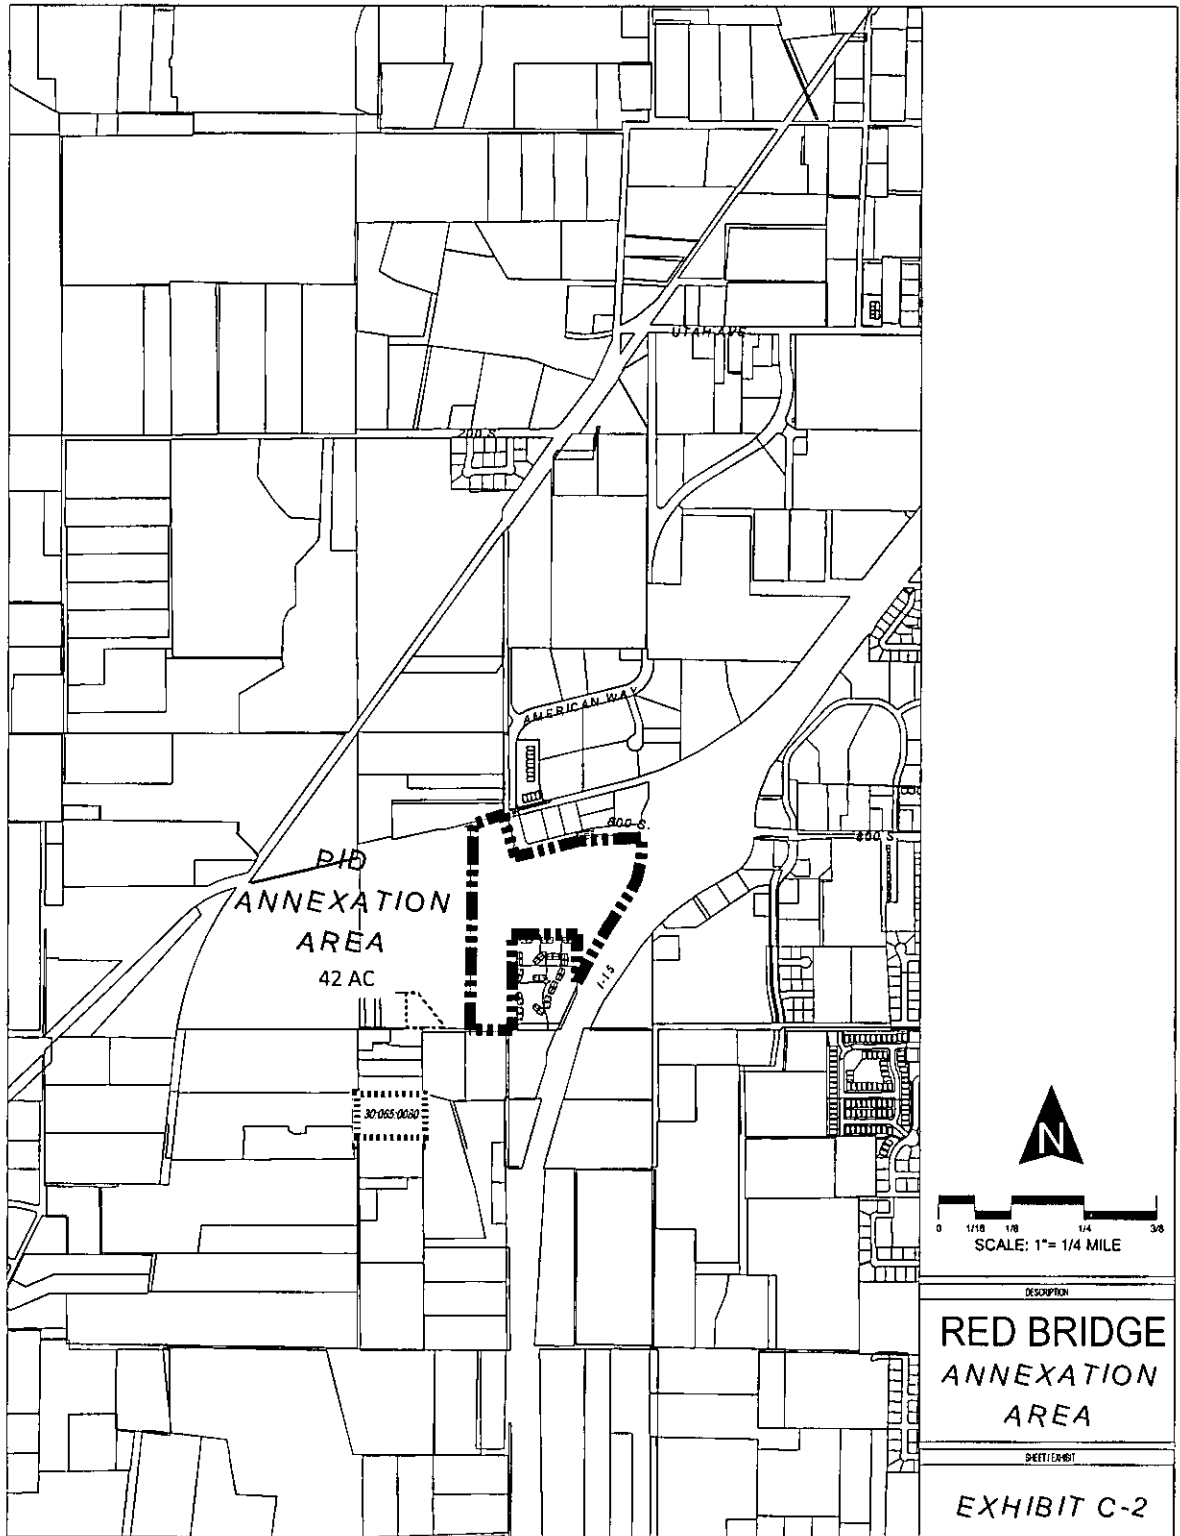 UTAH AVE
200 S.
AMERICAN WAY
800 S.
800 S.
PID
ANNEXATION
AREA
42 AC
I-15
30:065:0060
N
0 1/16 1/8 1/4 3/8
SCALE: 1"= 1/4 MILE
DESCRIPTION
RED BRIDGE
ANNEXATION
AREA
SHEET/EXHIBIT
EXHIBIT C-2